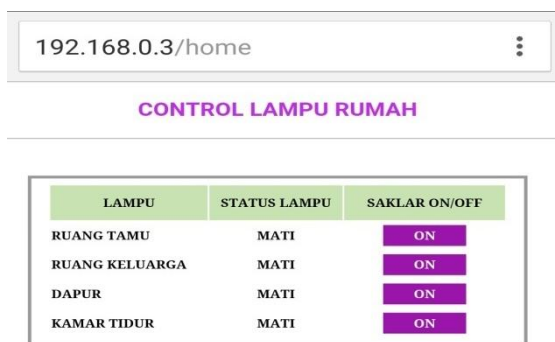 192.168.0.3/home
CONTROL LAMPU RUMAH
LAMPU STATUS LAMPU SAKLAR ON/OFF
RUANG TAMU MATI ON
RUANG KELUARGA MATI ON
DAPUR MATI ON
KAMAR TIDUR MATI ON